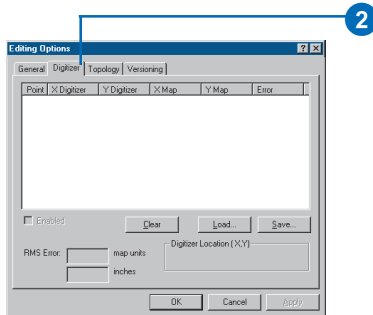 2
Editing Options
General Digitizer Topology Versioning
Point X Digitizer Y Digitizer X Map Y Map Error
Enabled Clear Load... Save...
Digitizer Location (X,Y)
RMS Error: map units
inches
OK Cancel Apply